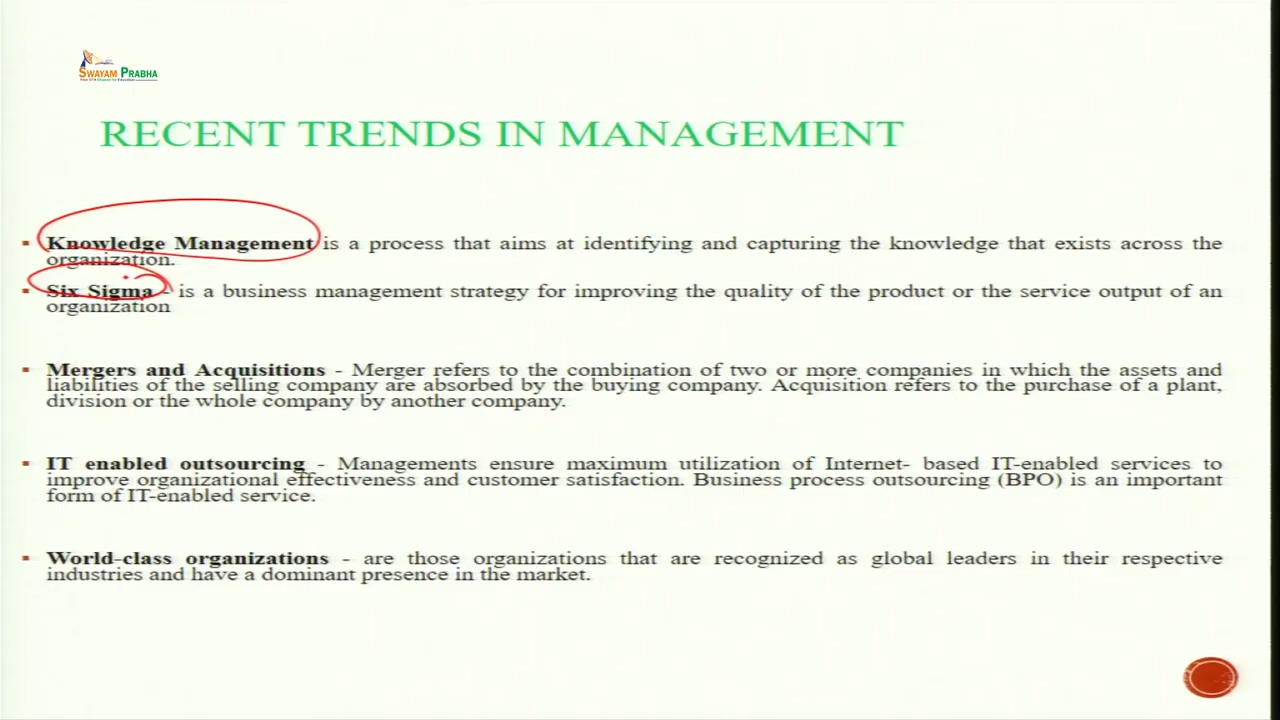 SWAYAM PRABHA
RECENT TRENDS IN MANAGEMENT
▪ Knowledge Management is a process that aims at identifying and capturing the knowledge that exists across the
organization.
▪ Six Sigma - is a business management strategy for improving the quality of the product or the service output of an
organization
▪ Mergers and Acquisitions - Merger refers to the combination of two or more companies in which the assets and
liabilities of the selling company are absorbed by the buying company. Acquisition refers to the purchase of a plant,
division or the whole company by another company.
▪ IT enabled outsourcing - Managements ensure maximum utilization of Internet- based IT-enabled services to
improve organizational effectiveness and customer satisfaction. Business process outsourcing (BPO) is an important
form of IT-enabled service.
▪ World-class organizations - are those organizations that are recognized as global leaders in their respective
industries and have a dominant presence in the market.